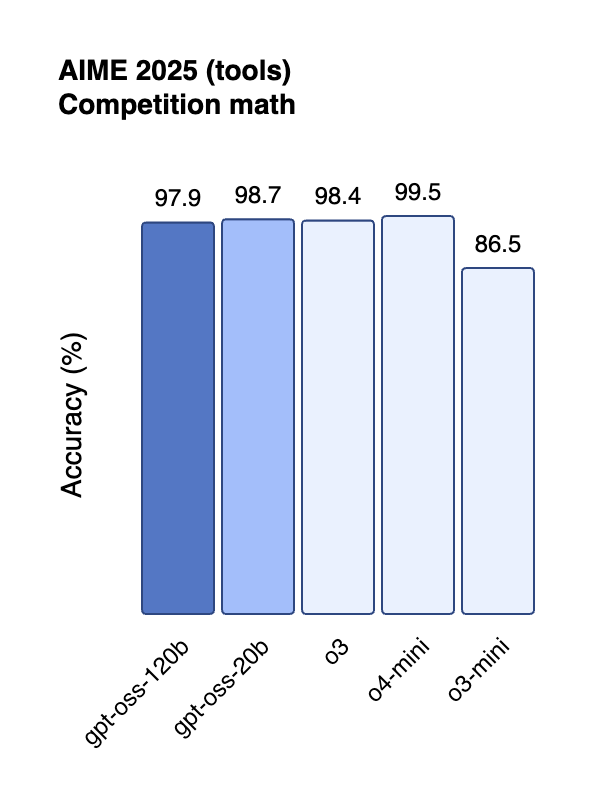 AIME 2025 (tools)
Competition math
97.9
98.7
98.4
99.5
86.5
Accuracy (%)
gpt-oss-120b
gpt-oss-20b
o3
o4-mini
o3-mini